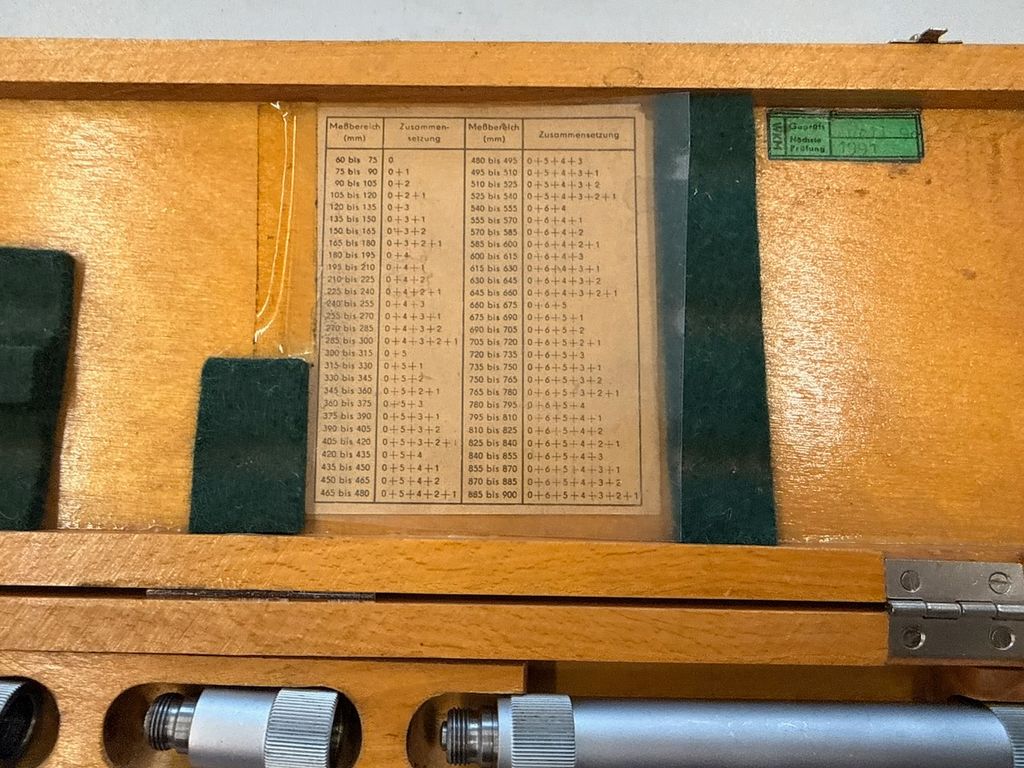 Meßbereich (mm) Zusammen-setzung Meßbereich (mm) Zusammensetzung
60 bis 75 0 480 bis 495 0+5+4+3
75 bis 90 0+1 495 bis 510 0+5+4+3+1
90 bis 105 0+2 510 bis 525 0+5+4+3+2
105 bis 120 0+2+1 525 bis 540 0+5+4+3+2+1
120 bis 135 0+3 540 bis 555 0+6+4
135 bis 150 0+3+1 555 bis 570 0+6+4+1
150 bis 165 0+3+2 570 bis 585 0+6+4+2
165 bis 180 0+3+2+1 585 bis 600 0+6+4+2+1
180 bis 195 0+4 600 bis 615 0+6+4+3
195 bis 210 0+4+1 615 bis 630 0+6+4+3+1
210 bis 225 0+4+2 630 bis 645 0+6+4+3+2
225 bis 240 0+4+2+1 645 bis 660 0+6+4+3+2+1
240 bis 255 0+4+3 660 bis 675 0+6+5
255 bis 270 0+4+3+1 675 bis 690 0+6+5+1
270 bis 285 0+4+3+2 690 bis 705 0+6+5+2
285 bis 300 0+4+3+2+1 705 bis 720 0+6+5+2+1
300 bis 315 0+5 720 bis 735 0+6+5+3
315 bis 330 0+5+1 735 bis 750 0+6+5+3+1
330 bis 345 0+5+2 750 bis 765 0+6+5+3+2
345 bis 360 0+5+2+1 765 bis 780 0+6+5+3+2+1
360 bis 375 0+5+3 780 bis 795 0+6+5+4
375 bis 390 0+5+3+1 795 bis 810 0+6+5+4+1
390 bis 405 0+5+3+2 810 bis 825 0+6+5+4+2
405 bis 420 0+5+3+2+1 825 bis 840 0+6+5+4+2+1
420 bis 435 0+5+4 840 bis 855 0+6+5+4+3
435 bis 450 0+5+4+1 855 bis 870 0+6+5+4+3+1
450 bis 465 0+5+4+2 870 bis 885 0+6+5+4+3+2
465 bis 480 0+5+4+2+1 885 bis 900 0+6+5+4+3+2+1
WKM
Geprüft
Nächste
Prüfung 1991